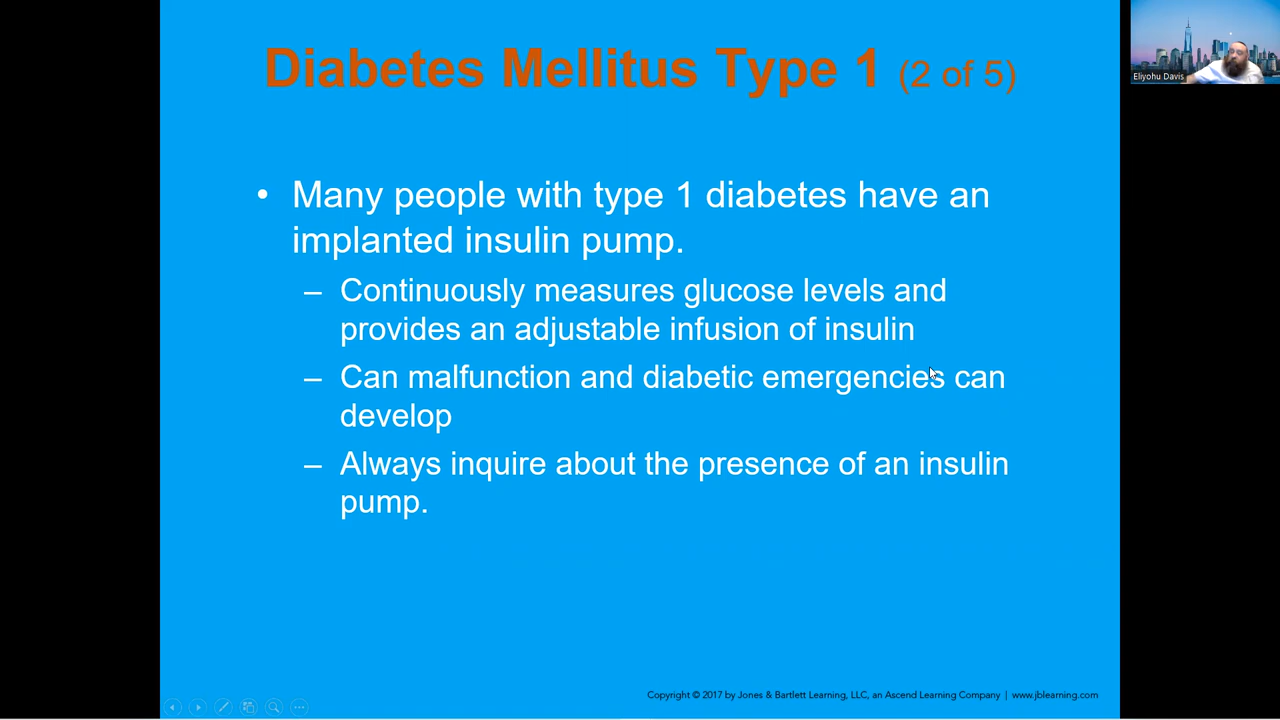 Diabetes Mellitus Type 1 (2 of 5)
Eliyohu Davis
• Many people with type 1 diabetes have an
implanted insulin pump.
– Continuously measures glucose levels and
provides an adjustable infusion of insulin
– Can malfunction and diabetic emergencies can
develop
– Always inquire about the presence of an insulin
pump.
Copyright © 2017 by Jones & Bartlett Learning, LLC, an Ascend Learning Company | www.jblearning.com